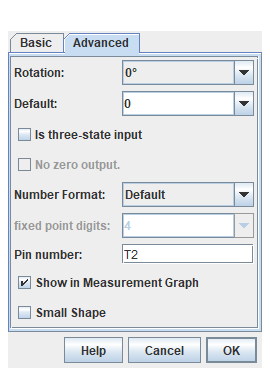 Basic Advanced
Rotation: 0°
Default: 0
Is three-state input
No zero output.
Number Format: Default
fixed point digits: 4
Pin number: T2
Show in Measurement Graph
Small Shape
Help Cancel OK